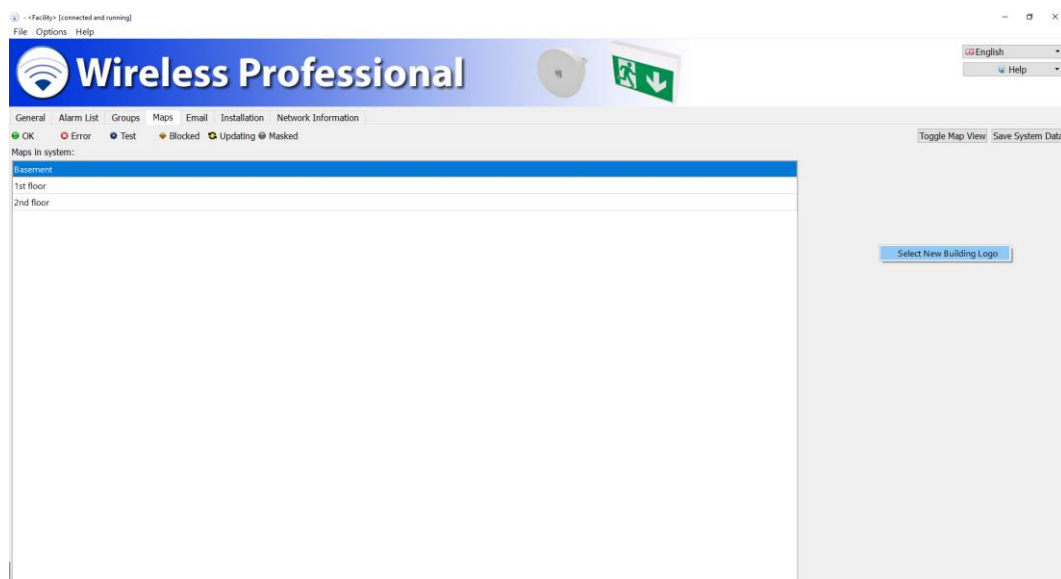 - <Facility> [connected and running]
File Options Help
Wireless Professional
English
Help
General Alarm List Groups Maps Email Installation Network Information
OK Error Test Blocked Updating Masked
Toggle Map View Save System Data
Maps in system:
Basement
1st floor
2nd floor
Select New Building Logo